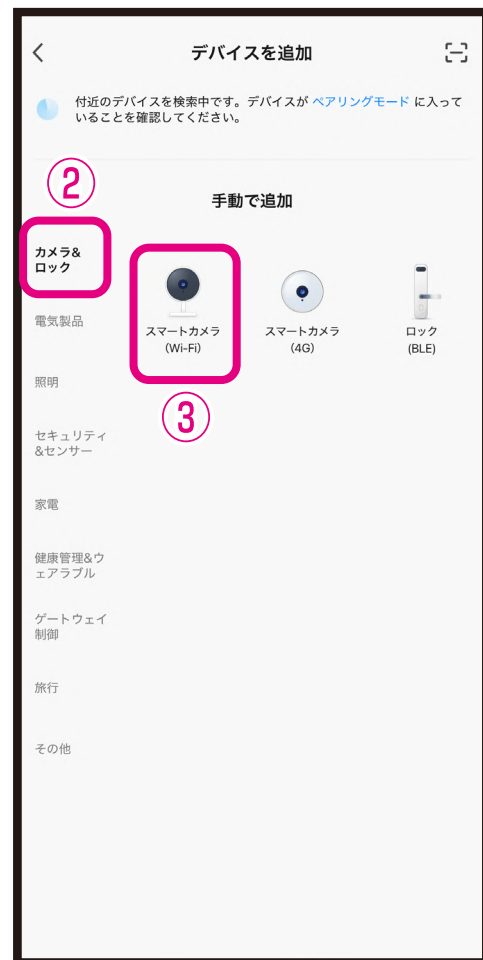 デバイスを追加
付近のデバイスを検索中です。デバイスが ペアリングモード に入って
いることを確認してください。
②
手動で追加
カメラ&
ロック
スマートカメラ
(Wi-Fi)
スマートカメラ
(4G)
ロック
(BLE)
③
電気製品
照明
セキュリティ
&センサー
家電
健康管理&ウ
ェアラブル
ゲートウェイ
制御
旅行
その他